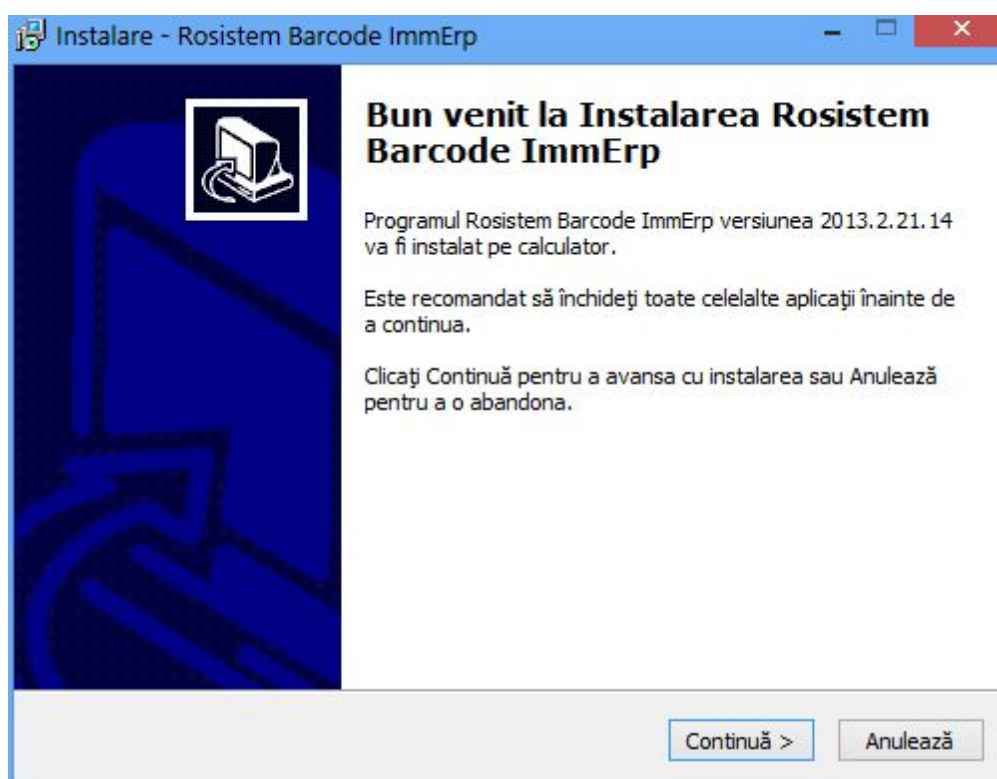 Instalare - Rosistem Barcode ImmErp
Bun venit la Instalarea Rosistem
Barcode ImmErp
Programul Rosistem Barcode ImmErp versiunea 2013.2.21.14
va fi instalat pe calculator.
Este recomandat să închideţi toate celelalte aplicaţii înainte de
a continua.
Clicaţi Continuă pentru a avansa cu instalarea sau Anulează
pentru a o abandona.
Continuă >
Anulează